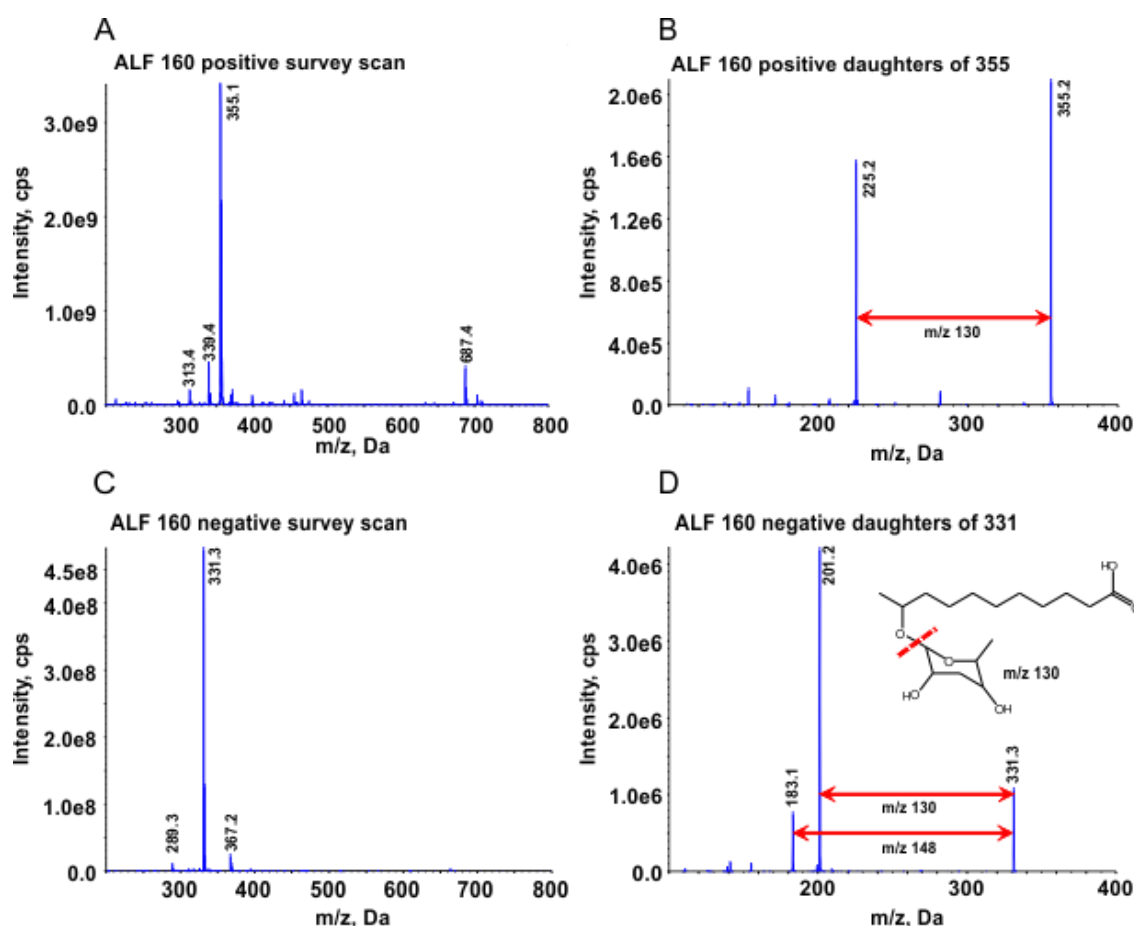 A
ALF 160 positive survey scan
Intensity, cps
3.0e9
2.0e9
1.0e9
0.0
313.4
339.4
355.1
687.4
300 400 500 600 700 800
m/z, Da
B
ALF 160 positive daughters of 355
Intensity, cps
2.0e6
1.6e6
1.2e6
8.0e5
4.0e5
0.0
225.2
355.2
m/z 130
200 300 400
m/z, Da
C
ALF 160 negative survey scan
Intensity, cps
4.5e8
4.0e8
3.0e8
2.0e8
1.0e8
0.0
289.3
331.3
367.2
300 400 500 600 700 800
m/z, Da
D
ALF 160 negative daughters of 331
Intensity, cps
4.0e6
3.0e6
2.0e6
1.0e6
0.0
183.1
201.2
331.3
HO
O
O
HO
OH
m/z 130
m/z 130
m/z 148
200 300 400
m/z, Da